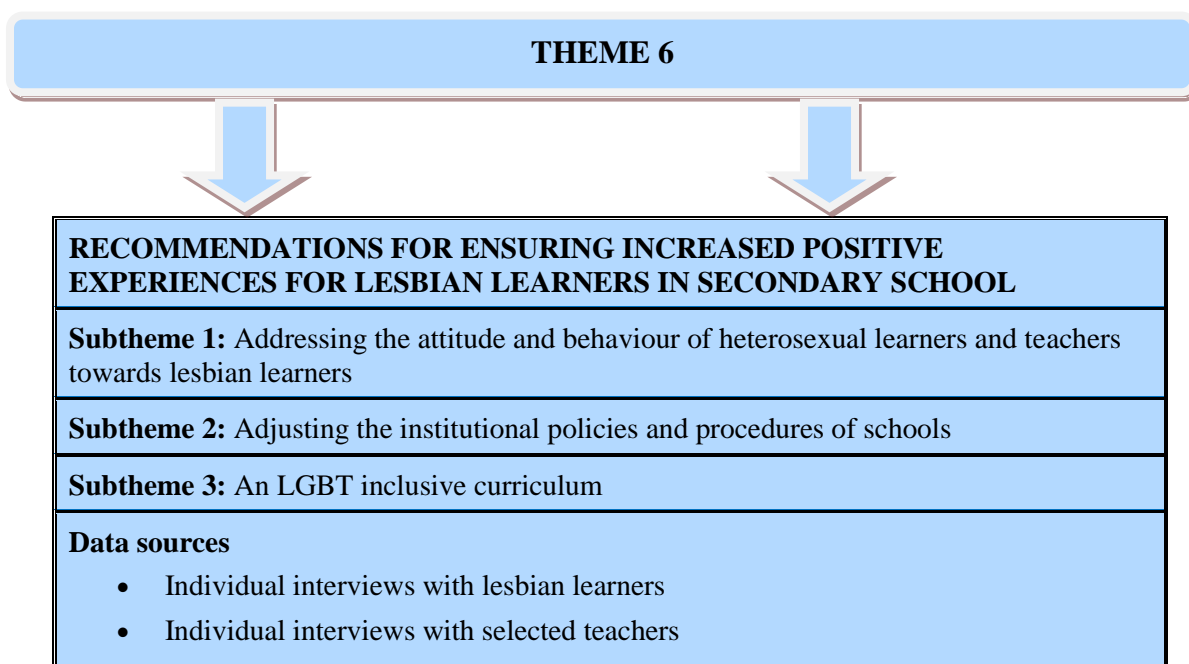 THEME 6
RECOMMENDATIONS FOR ENSURING INCREASED POSITIVE
EXPERIENCES FOR LESBIAN LEARNERS IN SECONDARY SCHOOL
Subtheme 1: Addressing the attitude and behaviour of heterosexual learners and teachers
towards lesbian learners
Subtheme 2: Adjusting the institutional policies and procedures of schools
Subtheme 3: An LGBT inclusive curriculum
Data sources
• Individual interviews with lesbian learners
• Individual interviews with selected teachers